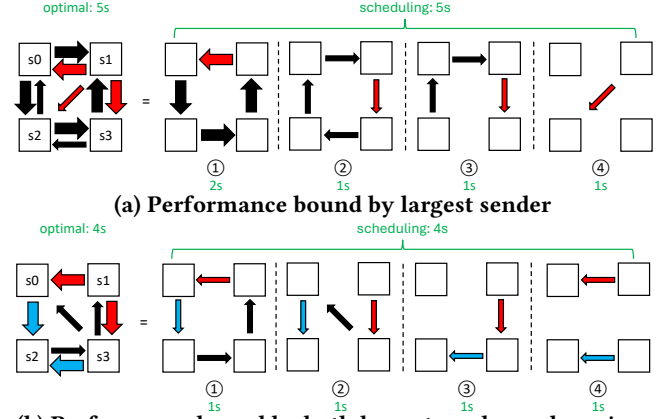 optimal: 5s scheduling: 5s
s0 s1
=
s2 s3
① ② ③ ④
2s 1s 1s 1s
(a) Performance bound by largest sender
optimal: 4s scheduling: 4s
s0 s1
=
s2 s3
① ② ③ ④
1s 1s 1s 1s